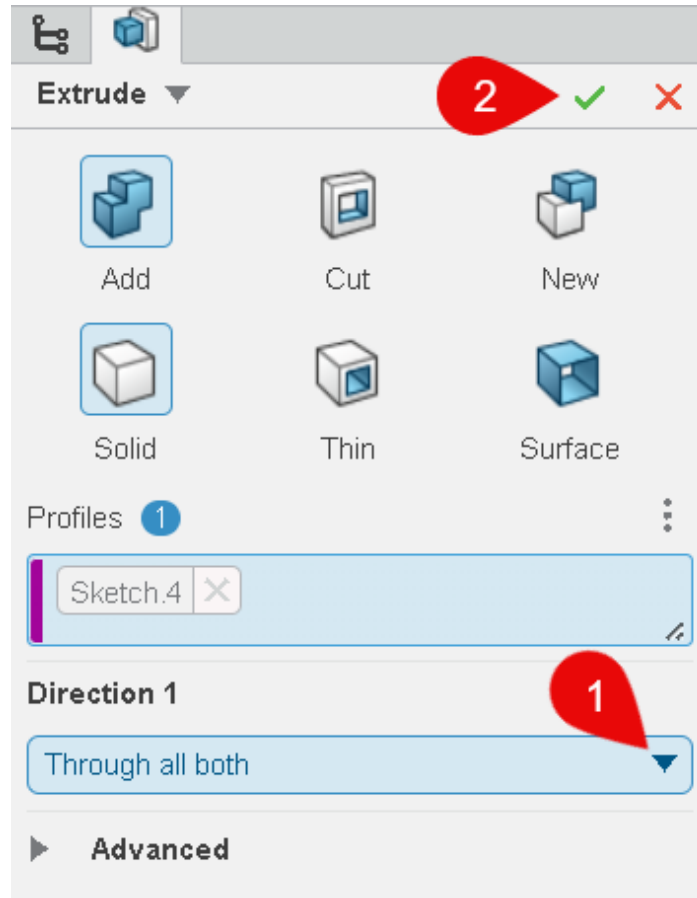 Extrude
2
Add Cut New
Solid Thin Surface
Profiles 1
Sketch.4
Direction 1
1
Through all both
Advanced